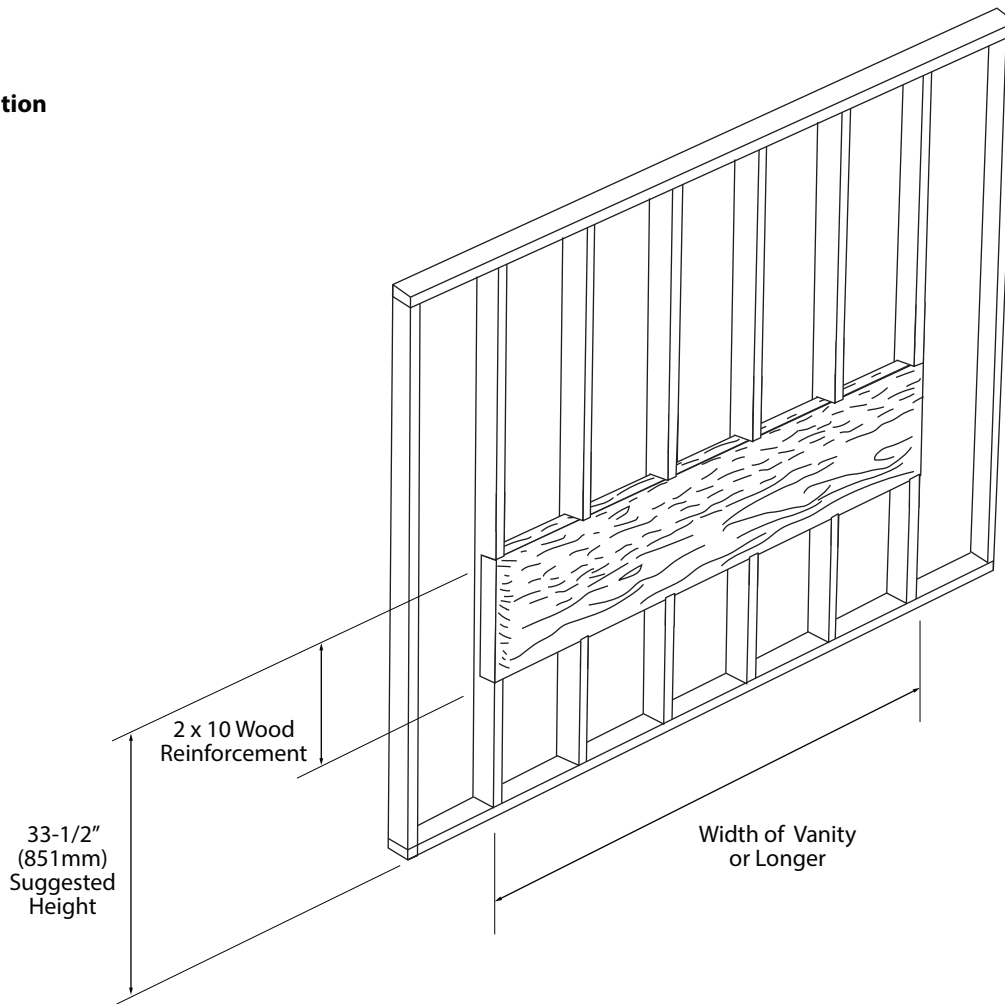 tion
2 x 10 Wood
Reinforcement
33-1/2"
(851mm)
Suggested
Height
Width of Vanity
or Longer